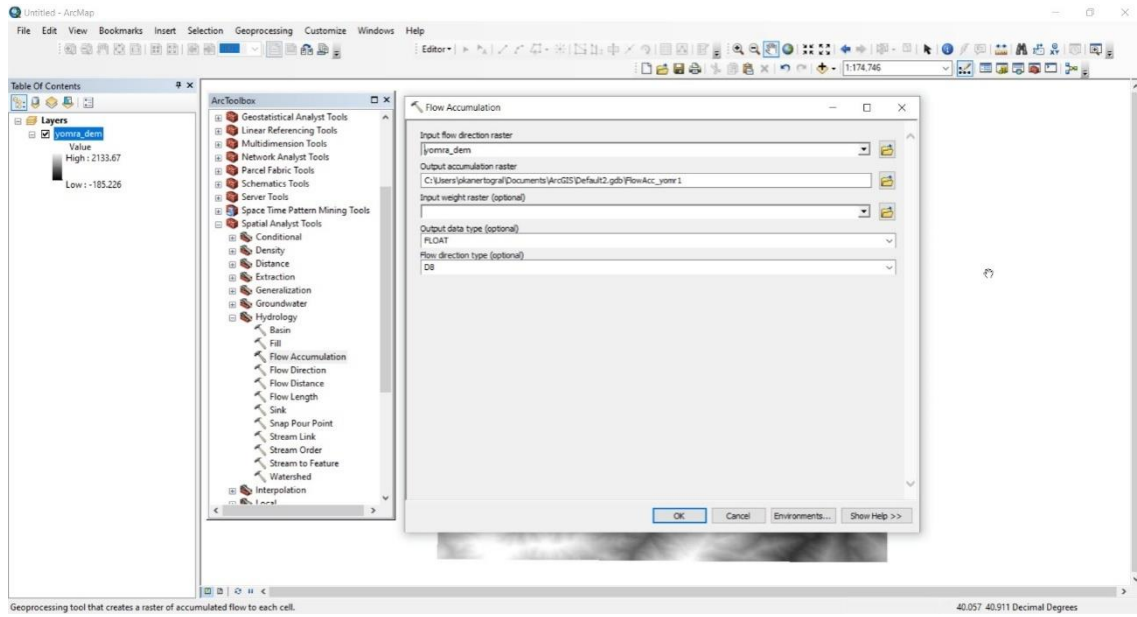 Untitled - ArcMap
File Edit View Bookmarks Insert Selection Geoprocessing Customize Windows Help
Editor
1:174,746
Table Of Contents
Layers
yomra_dem
Value
High : 2133.67
Low : -185.226
ArcToolbox
Geostatistical Analyst Tools
Linear Referencing Tools
Multidimension Tools
Network Analyst Tools
Parcel Fabric Tools
Schematics Tools
Server Tools
Space Time Pattern Mining Tools
Spatial Analyst Tools
Conditional
Density
Distance
Extraction
Generalization
Groundwater
Hydrology
Basin
Fill
Flow Accumulation
Flow Direction
Flow Distance
Flow Length
Sink
Snap Pour Point
Stream Link
Stream Order
Stream to Feature
Watershed
Interpolation
Local
Flow Accumulation
Input flow direction raster
yomra_dem
Output accumulation raster
C:\Users\pkanertogral\Documents\ArcGIS\Default2.gdb\FlowAcc_yomr1
Input weight raster (optional)
Output data type (optional)
FLOAT
Flow direction type (optional)
D8
OK Cancel Environments... Show Help >>
Geoprocessing tool that creates a raster of accumulated flow to each cell.
40.057 40.911 Decimal Degrees